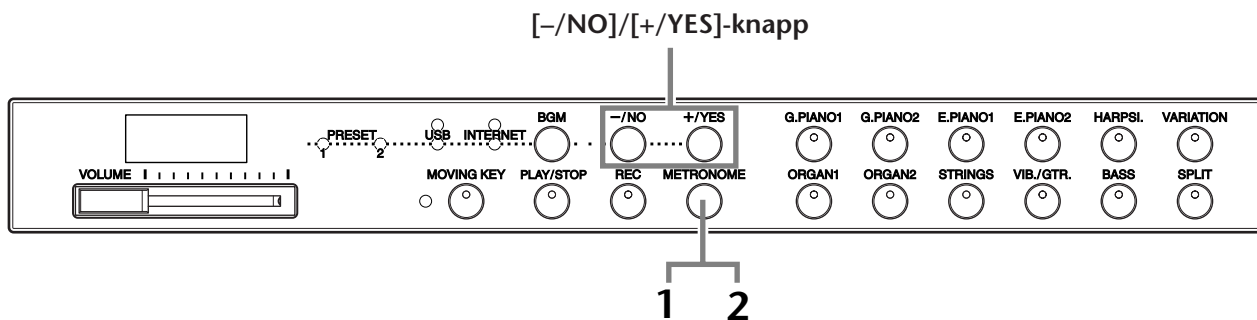 [–/NO]/[+/YES]-knapp
BGM –/NO +/YES G.PIANO1 G.PIANO2 E.PIANO1 E.PIANO2 HARPSI. VARIATION
PRESET USB INTERNET
1 2
VOLUME MOVING KEY PLAY/STOP REC METRONOME ORGAN1 ORGAN2 STRINGS VIB./GTR. BASS SPLIT
1 2